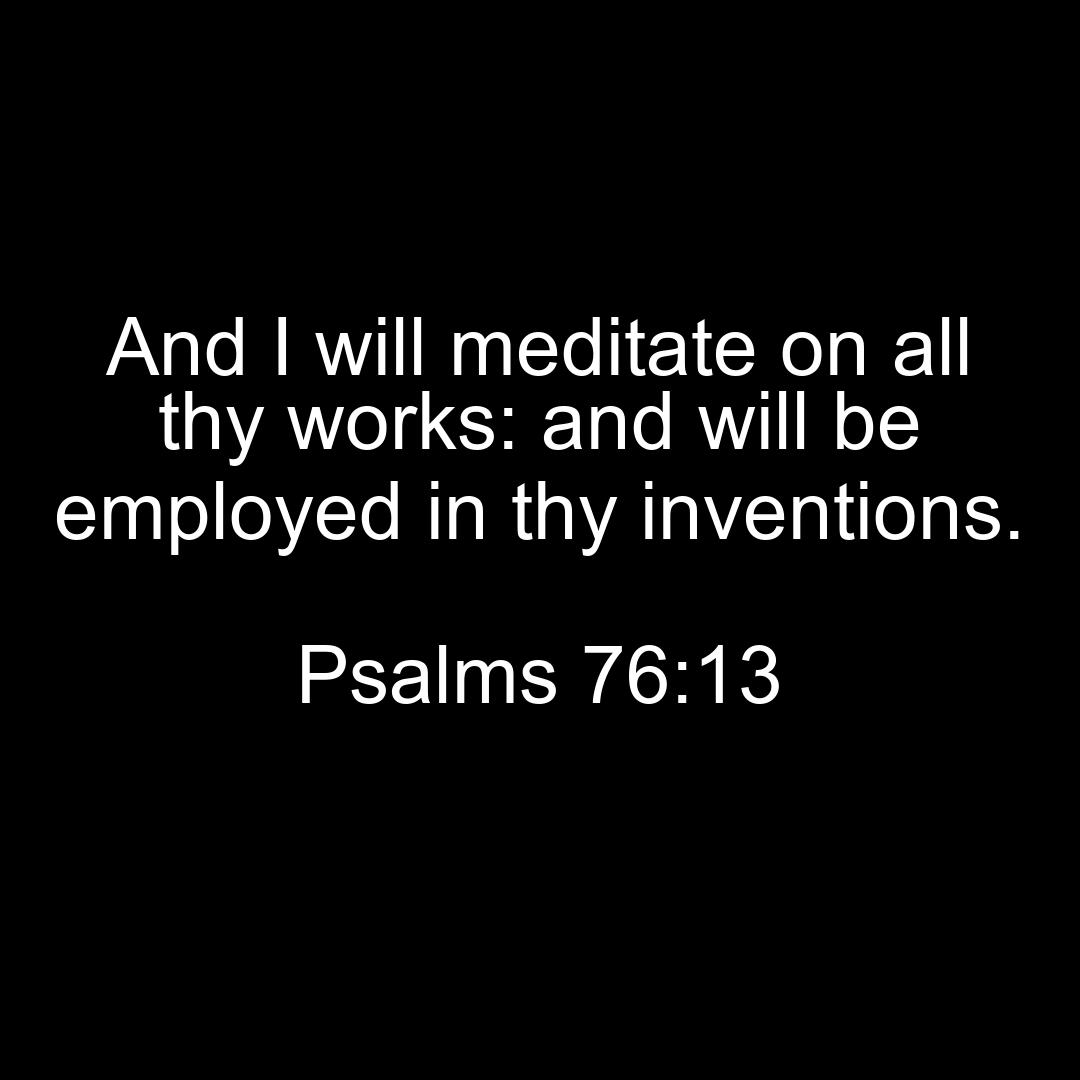 And I will meditate on all
thy works: and will be
employed in thy inventions.
Psalms 76:13